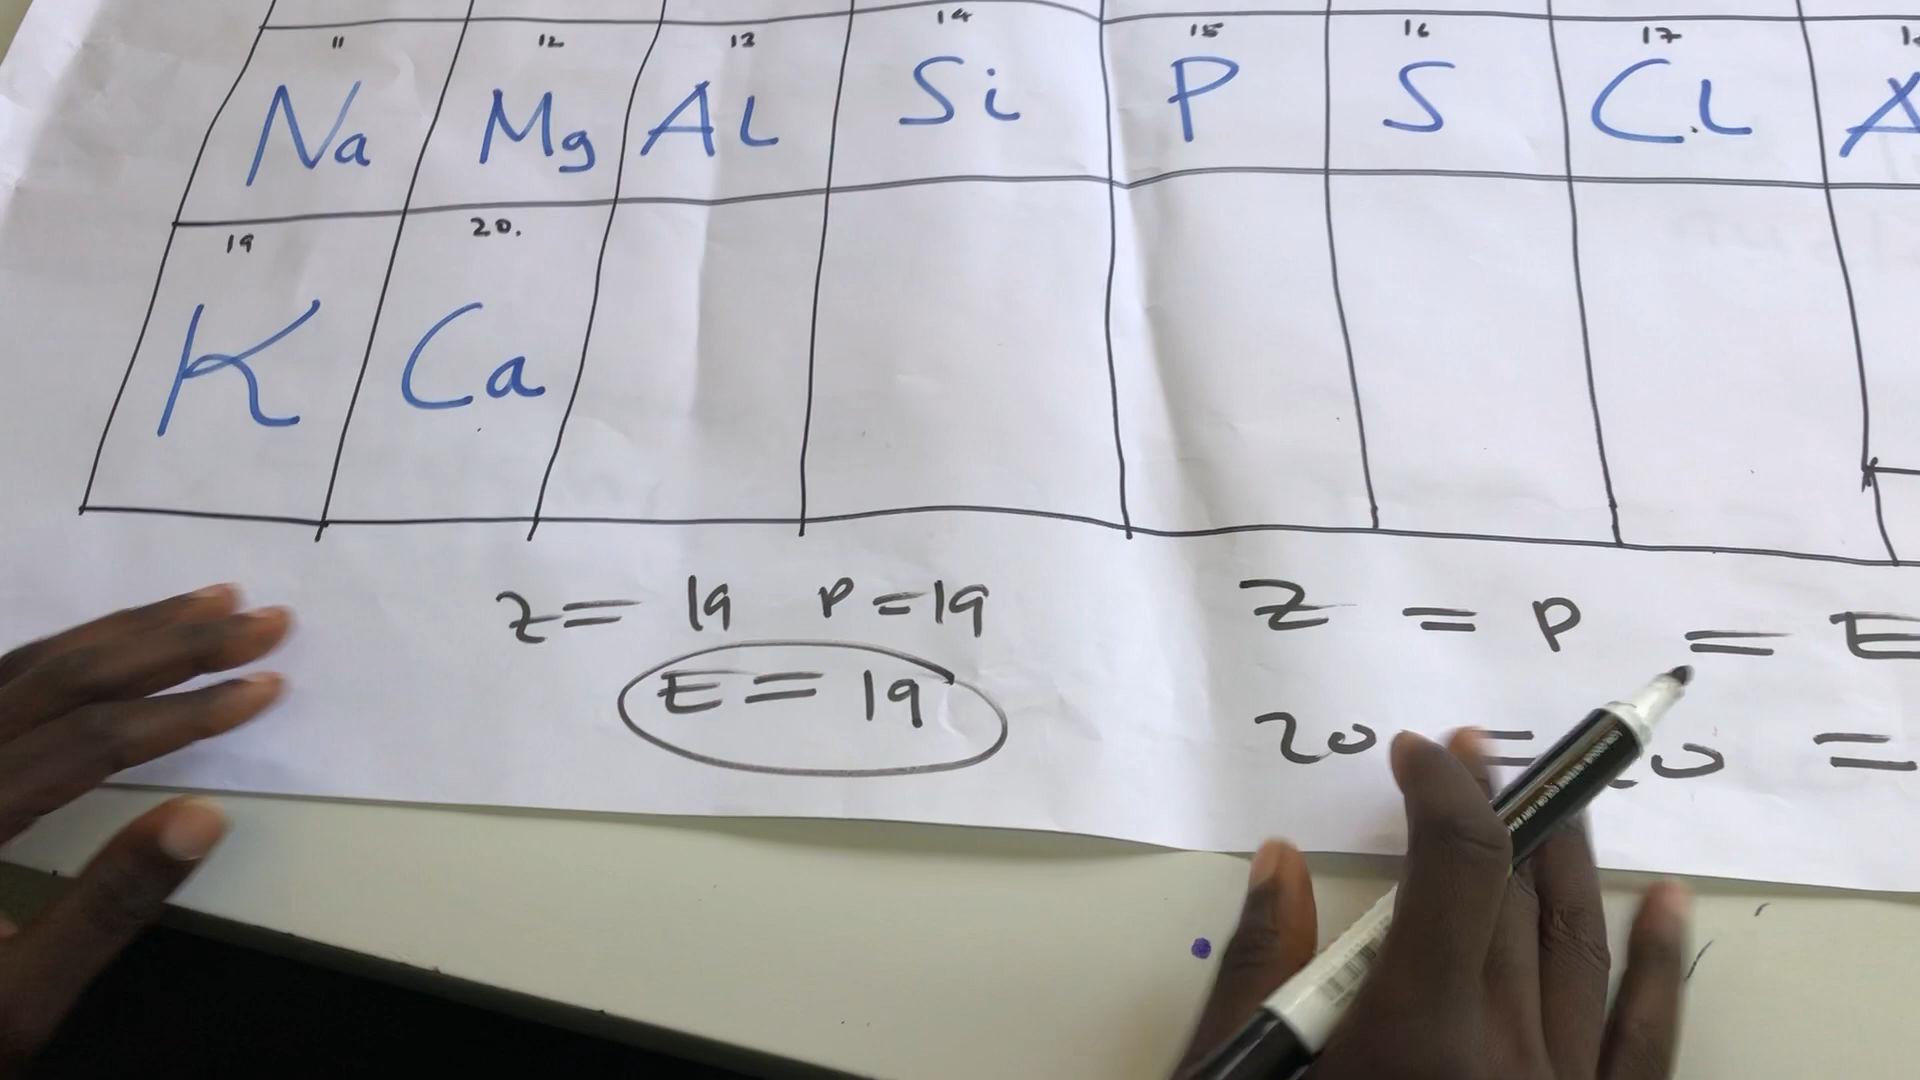 11 12 13 14 15 16 17
Na Mg AL Si P S CL
19 20.
K Ca
Z = 19 P = 19
E = 19
Z = P = E
20 = 20 =